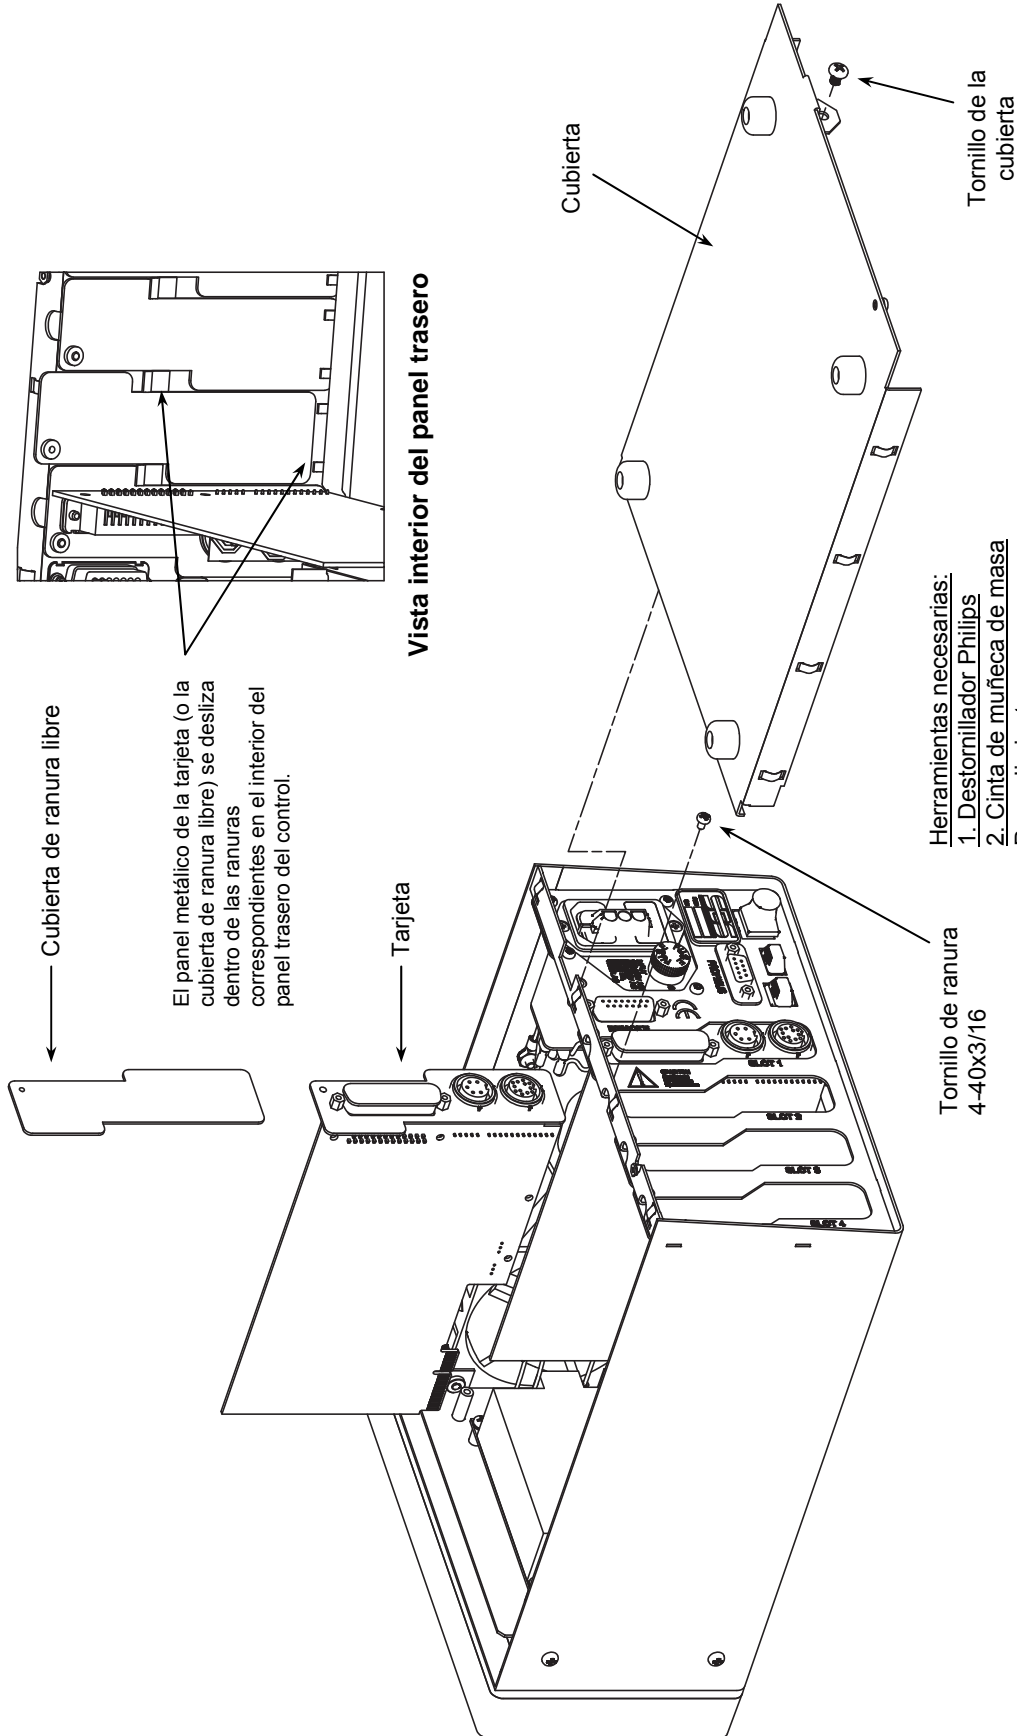 Cubierta de ranura libre
El panel metálico de la tarjeta (o la
cubierta de ranura libre) se desliza
dentro de las ranuras
correspondientes en el interior del
panel trasero del control.
Tarjeta
Vista interior del panel trasero
Cubierta
Tornillo de la
cubierta
Tornillo de ranura
4-40x3/16
Herramientas necesarias:
1. Destornillador Philips
2. Cinta de muñeca de masa
SLOT 1
SLOT 2
SLOT 3
SLOT 4